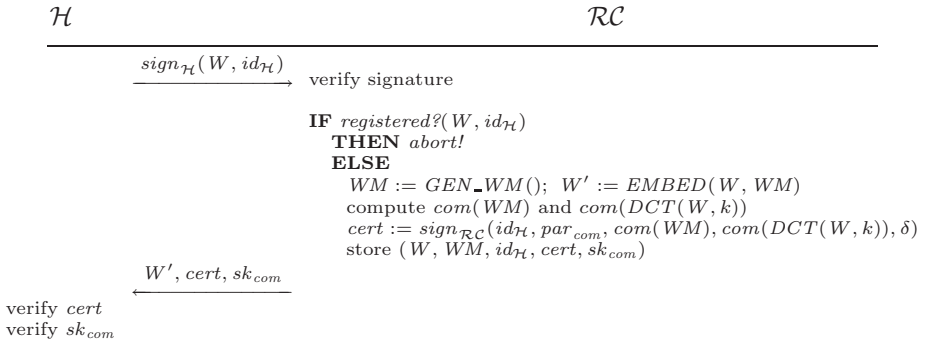 ℋ ℛ𝒞
sign_ℋ(W, id_ℋ)
verify signature
IF registered?(W, id_ℋ)
THEN abort!
ELSE
WM := GEN_WM(); W′ := EMBED(W, WM)
compute com(WM) and com(DCT(W, k))
cert := sign_ℛ𝒞(id_ℋ, par_com, com(WM), com(DCT(W, k)), δ)
store (W, WM, id_ℋ, cert, sk_com)
W′, cert, sk_com
verify cert
verify sk_com